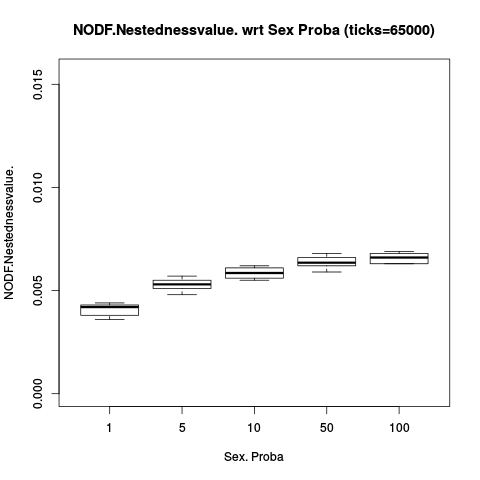 NODF.Nestednessvalue. wrt Sex Proba (ticks=65000)
NODF.Nestednessvalue.
0.015
0.010
0.005
0.000
1 5 10 50 100
Sex. Proba